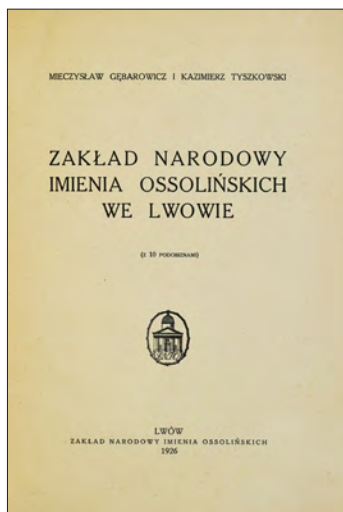 MIECZYSŁAW GĘBAROWICZ I KAZIMIERZ TYSZKOWSKI
ZAKŁAD NARODOWY
IMIENIA OSSOLIŃSKICH
WE LWOWIE
(Z 10 PODOBIZNAMI)
LWÓW
ZAKŁAD NARODOWY IMIENIA OSSOLIŃSKICH
1926